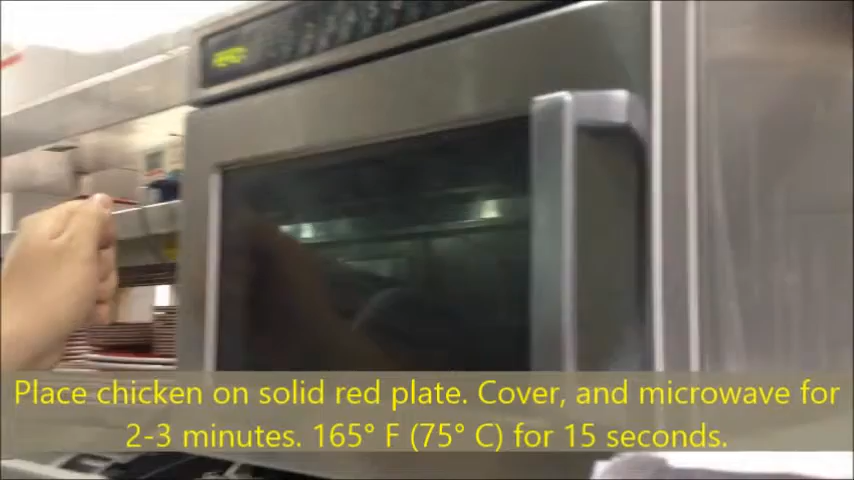 Place chicken on solid red plate. Cover, and microwave for
2-3 minutes. 165° F (75° C) for 15 seconds.